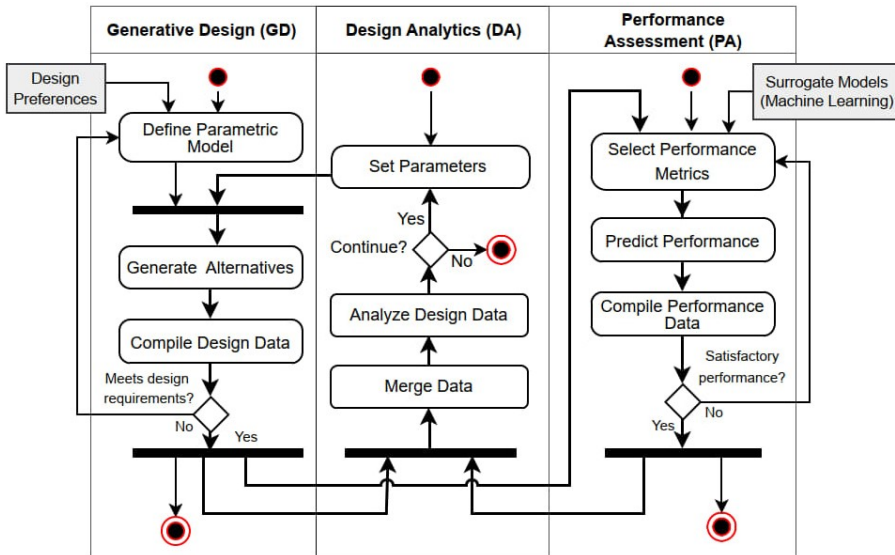 Generative Design (GD)
Design Analytics (DA)
Performance
Assessment (PA)
Design
Preferences
Define Parametric
Model
Generate Alternatives
Compile Design Data
Meets design
requirements?
No
Yes
Set Parameters
Yes
Continue?
No
Analyze Design Data
Merge Data
Surrogate Models
(Machine Learning)
Select Performance
Metrics
Predict Performance
Compile Performance
Data
Satisfactory
performance?
No
Yes